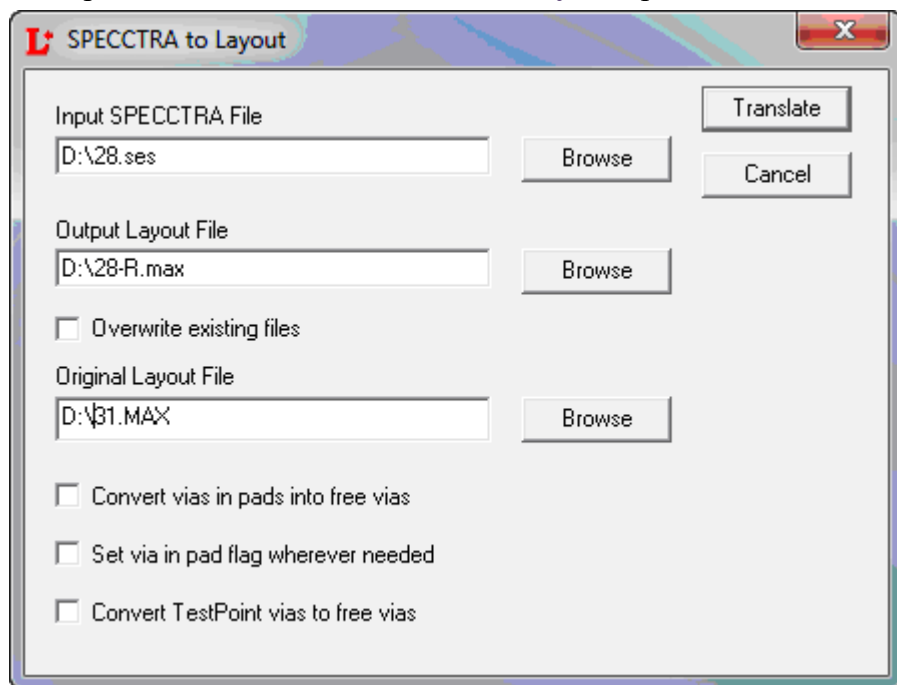 SPECCTRA to Layout
Input SPECCTRA File
Translate
D:\28.ses
Browse
Cancel
Output Layout File
D:\28-R.max
Browse
Overwrite existing files
Original Layout File
D:\31.MAX
Browse
Convert vias in pads into free vias
Set via in pad flag wherever needed
Convert TestPoint vias to free vias